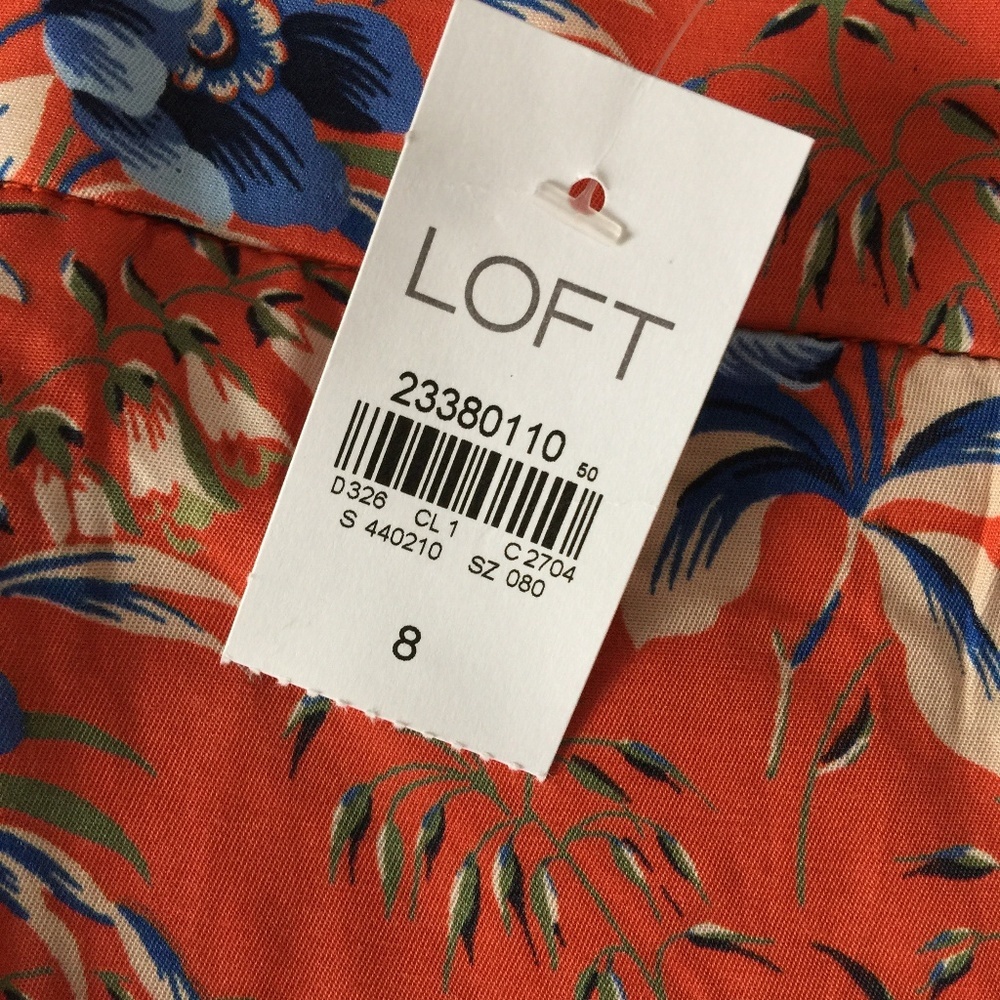 LOFT
23380110 50
D326 CL 1 C 2704
S 440210 SZ 080
8